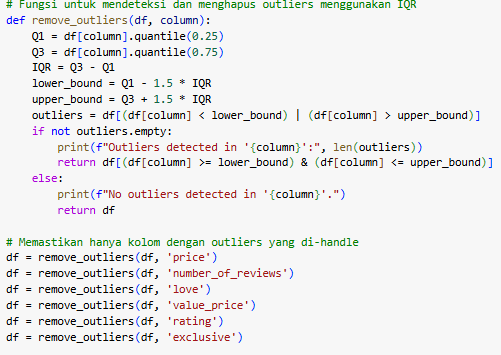 # Fungsi untuk mendeteksi dan menghapus outliers menggunakan IQR
def remove_outliers(df, column):
    Q1 = df[column].quantile(0.25)
    Q3 = df[column].quantile(0.75)
    IQR = Q3 - Q1
    lower_bound = Q1 - 1.5 * IQR
    upper_bound = Q3 + 1.5 * IQR
    outliers = df[(df[column] < lower_bound) | (df[column] > upper_bound)]
    if not outliers.empty:
        print(f"Outliers detected in '{column}':", len(outliers))
        return df[(df[column] >= lower_bound) & (df[column] <= upper_bound)]
    else:
        print(f"No outliers detected in '{column}'.")
        return df

# Memastikan hanya kolom dengan outliers yang di-handle
df = remove_outliers(df, 'price')
df = remove_outliers(df, 'number_of_reviews')
df = remove_outliers(df, 'love')
df = remove_outliers(df, 'value_price')
df = remove_outliers(df, 'rating')
df = remove_outliers(df, 'exclusive')